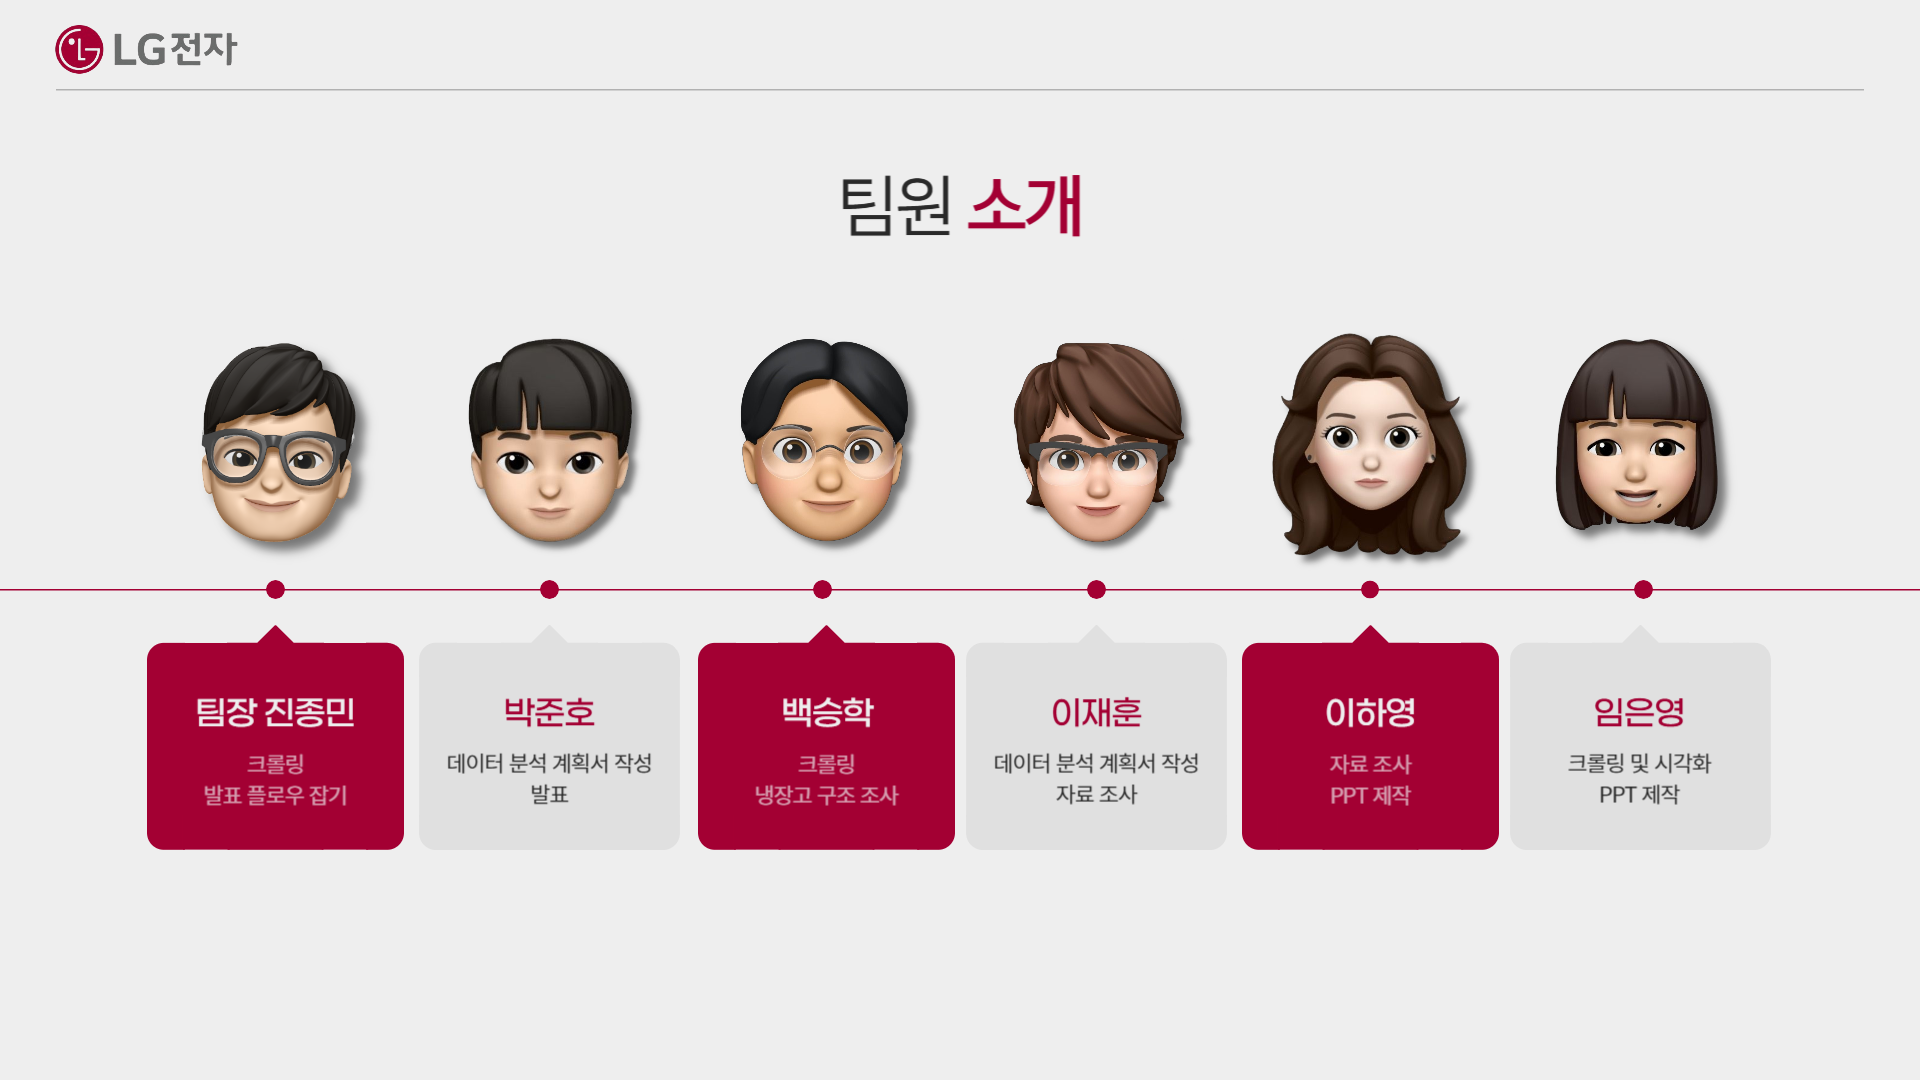 LG전자
팀원 소개
팀장 진종민
크롤링
발표 플로우 잡기
박준호
데이터 분석 계획서 작성
발표
백승학
크롤링
냉장고 구조 조사
이재훈
데이터 분석 계획서 작성
자료 조사
이하영
자료 조사
PPT 제작
임은영
크롤링 및 시각화
PPT 제작